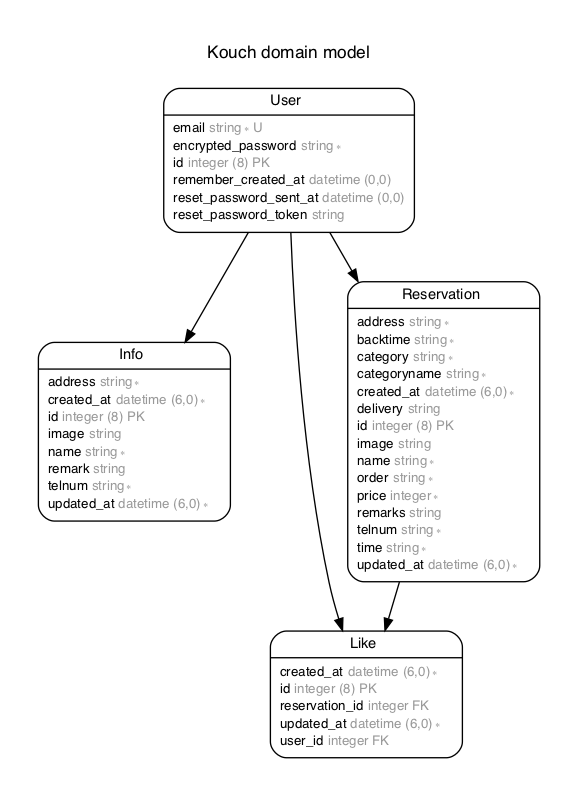 Kouch domain model
User
email string * U
encrypted_password string *
id integer (8) PK
remember_created_at datetime (0,0)
reset_password_sent_at datetime (0,0)
reset_password_token string
Info
address string *
created_at datetime (6,0) *
id integer (8) PK
image string
name string *
remark string
telnum string *
updated_at datetime (6,0) *
Reservation
address string *
backtime string *
category string *
categoryname string *
created_at datetime (6,0) *
delivery string
id integer (8) PK
image string
name string *
order string *
price integer *
remarks string
telnum string *
time string *
updated_at datetime (6,0) *
Like
created_at datetime (6,0) *
id integer (8) PK
reservation_id integer FK
updated_at datetime (6,0) *
user_id integer FK